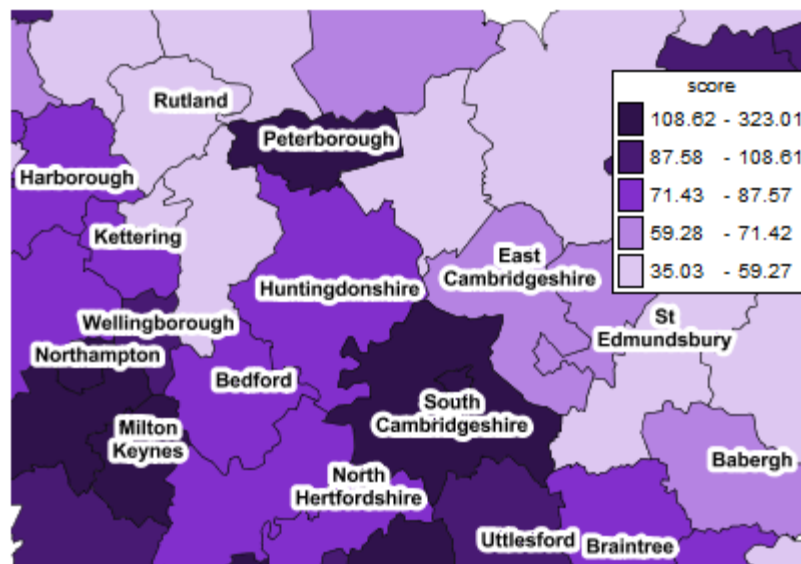 score
108.62 - 323.01
87.58 - 108.61
71.43 - 87.57
59.28 - 71.42
35.03 - 59.27
Rutland
Peterborough
Harborough
Kettering
East
Cambridgeshire
Huntingdonshire
Wellingborough
St
Edmundsbury
Northampton
Bedford
South
Cambridgeshire
Milton
Keynes
Babergh
North
Hertfordshire
Uttlesford
Braintree